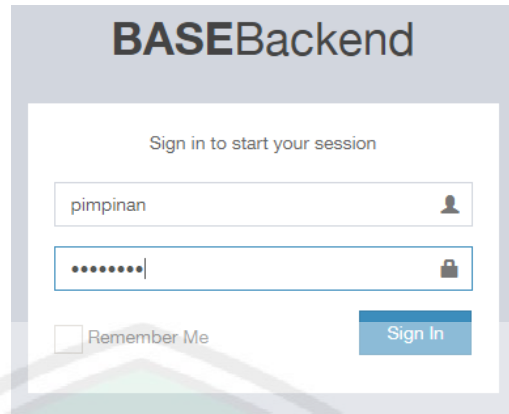 BASEBackend
Sign in to start your session
pimpinan
••••••••
Remember Me
Sign In